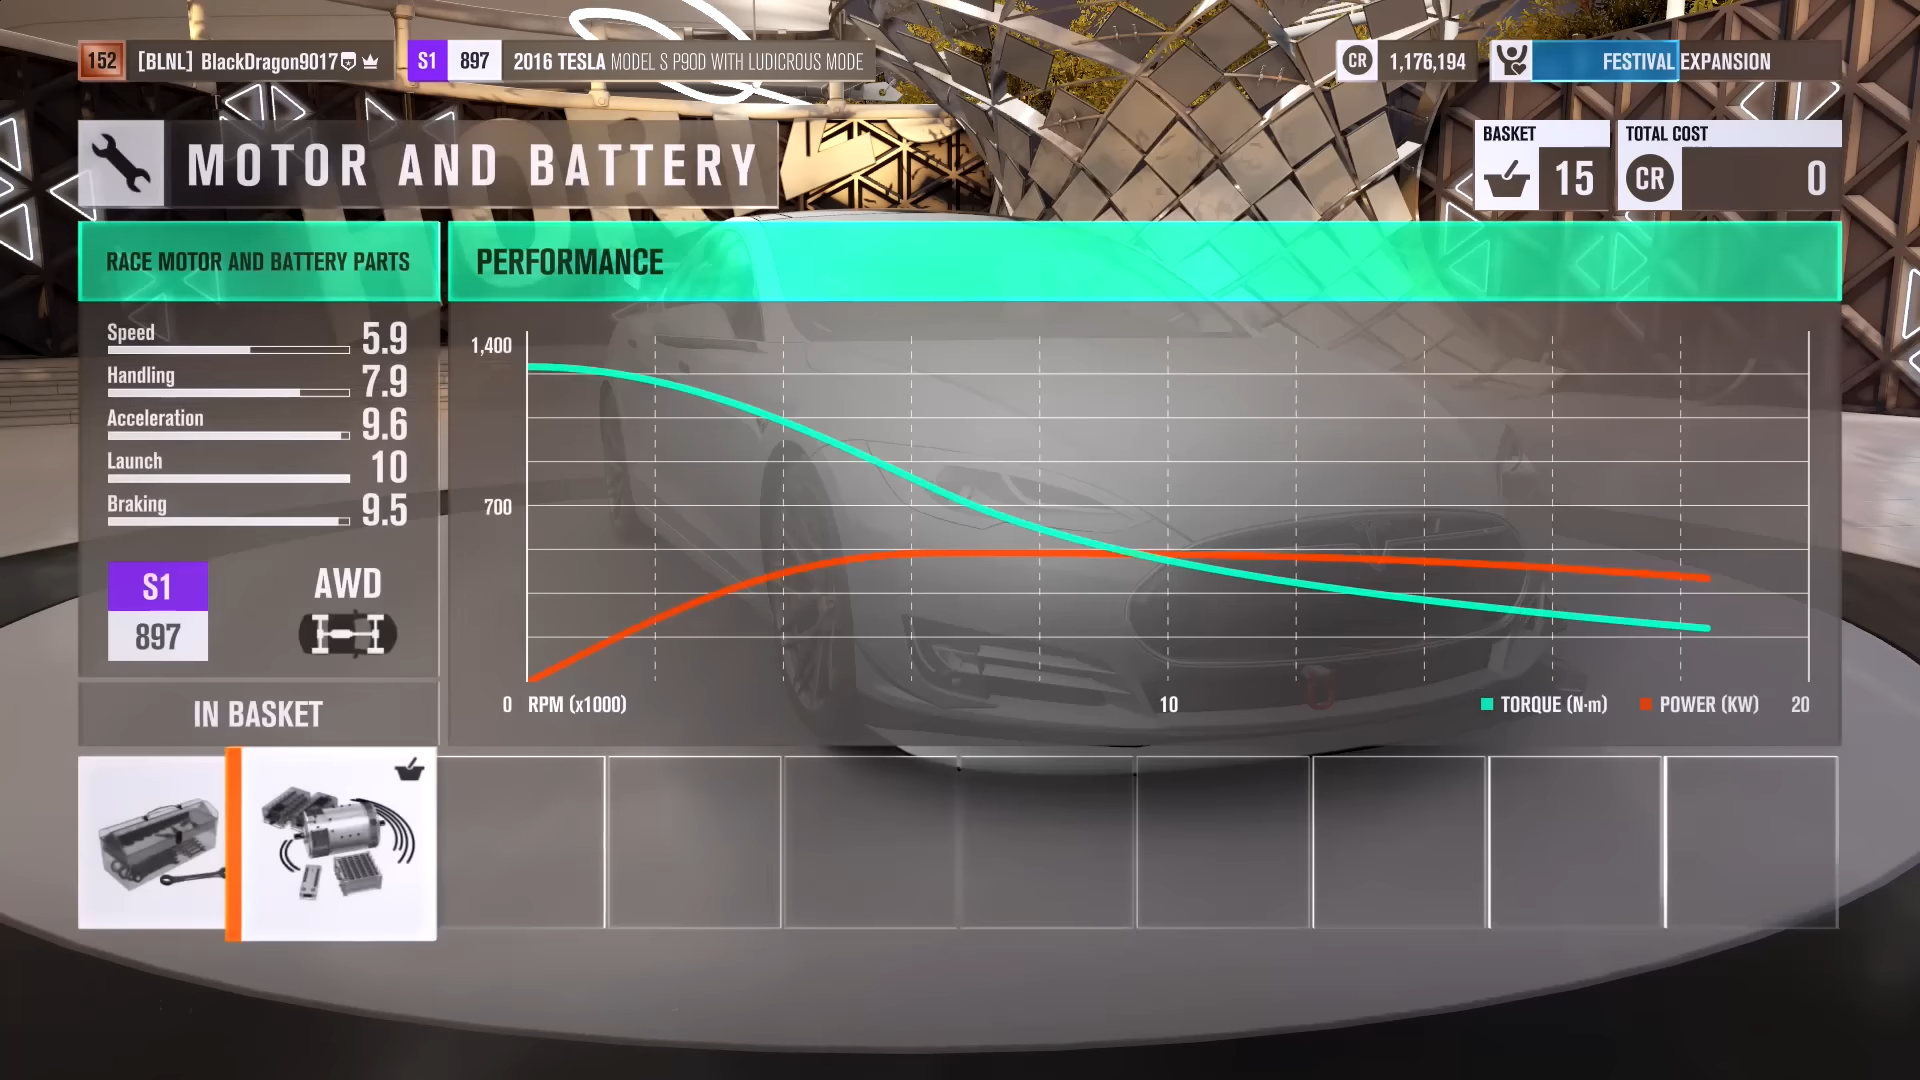 152 [BLNL] BlackDragon9017 S1 897 2016 TESLA MODEL S P90D WITH LUDICROUS MODE CR 1,176,194 FESTIVAL EXPANSION
MOTOR AND BATTERY
BASKET
15
TOTAL COST
CR 0
RACE MOTOR AND BATTERY PARTS
PERFORMANCE
Speed 5.9
Handling 7.9
Acceleration 9.6
Launch 10
Braking 9.5
S1
897
AWD
IN BASKET
1,400
700
0 RPM (x1000) 10 TORQUE (N·m) POWER (KW) 20